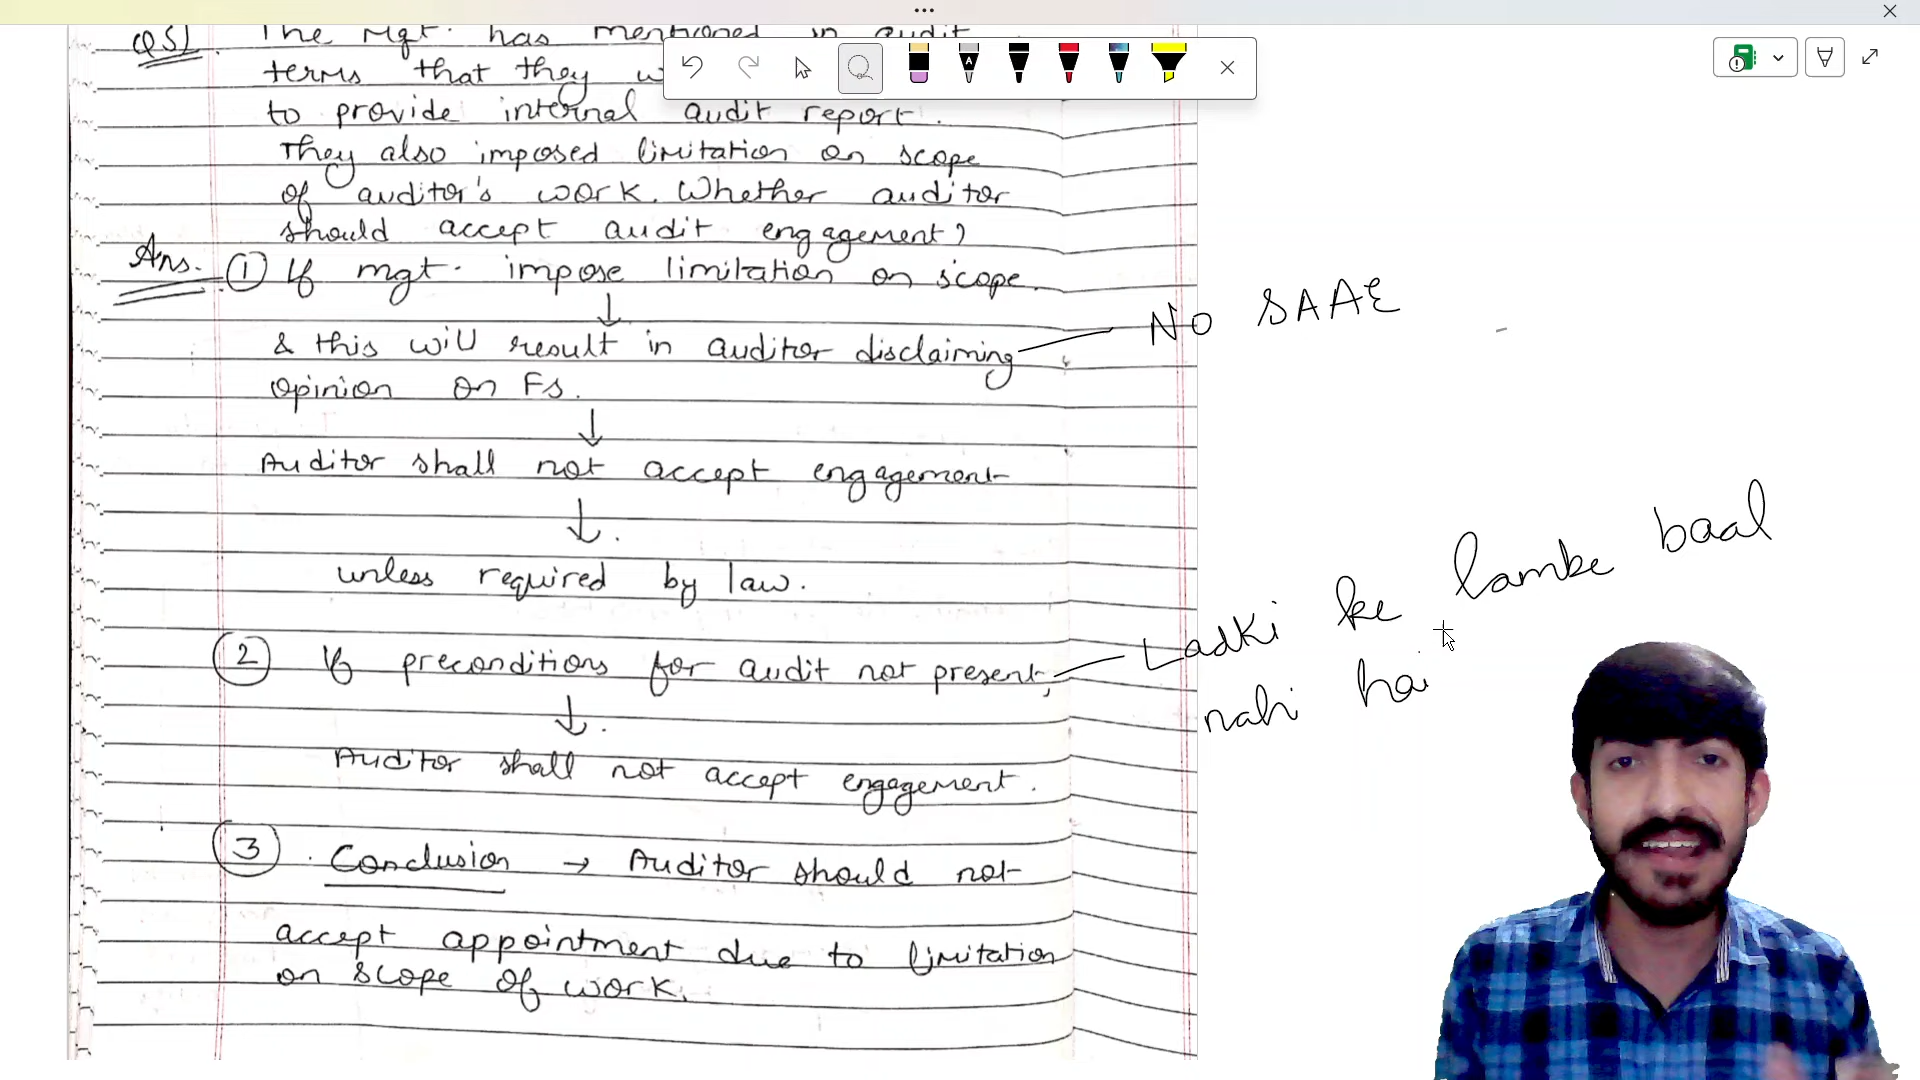 Q51. The Mgt. has mentioned in audit
terms that they
to provide internal audit report.
They also imposed limitation on scope
of auditor's work. Whether auditor
should accept audit engagement?
Ans. ① If mgt. impose limitation on scope.
↓
& this will result in auditor disclaiming
opinion on FS.
↓
Auditor shall not accept engagement
↓
unless required by law.
② If preconditions for audit not present,
↓
Auditor shall not accept engagement.
③ Conclusion → Auditor should not
accept appointment due to limitation
on scope of work.
No SAAE
Ladki ke lambe baal
nahi hai